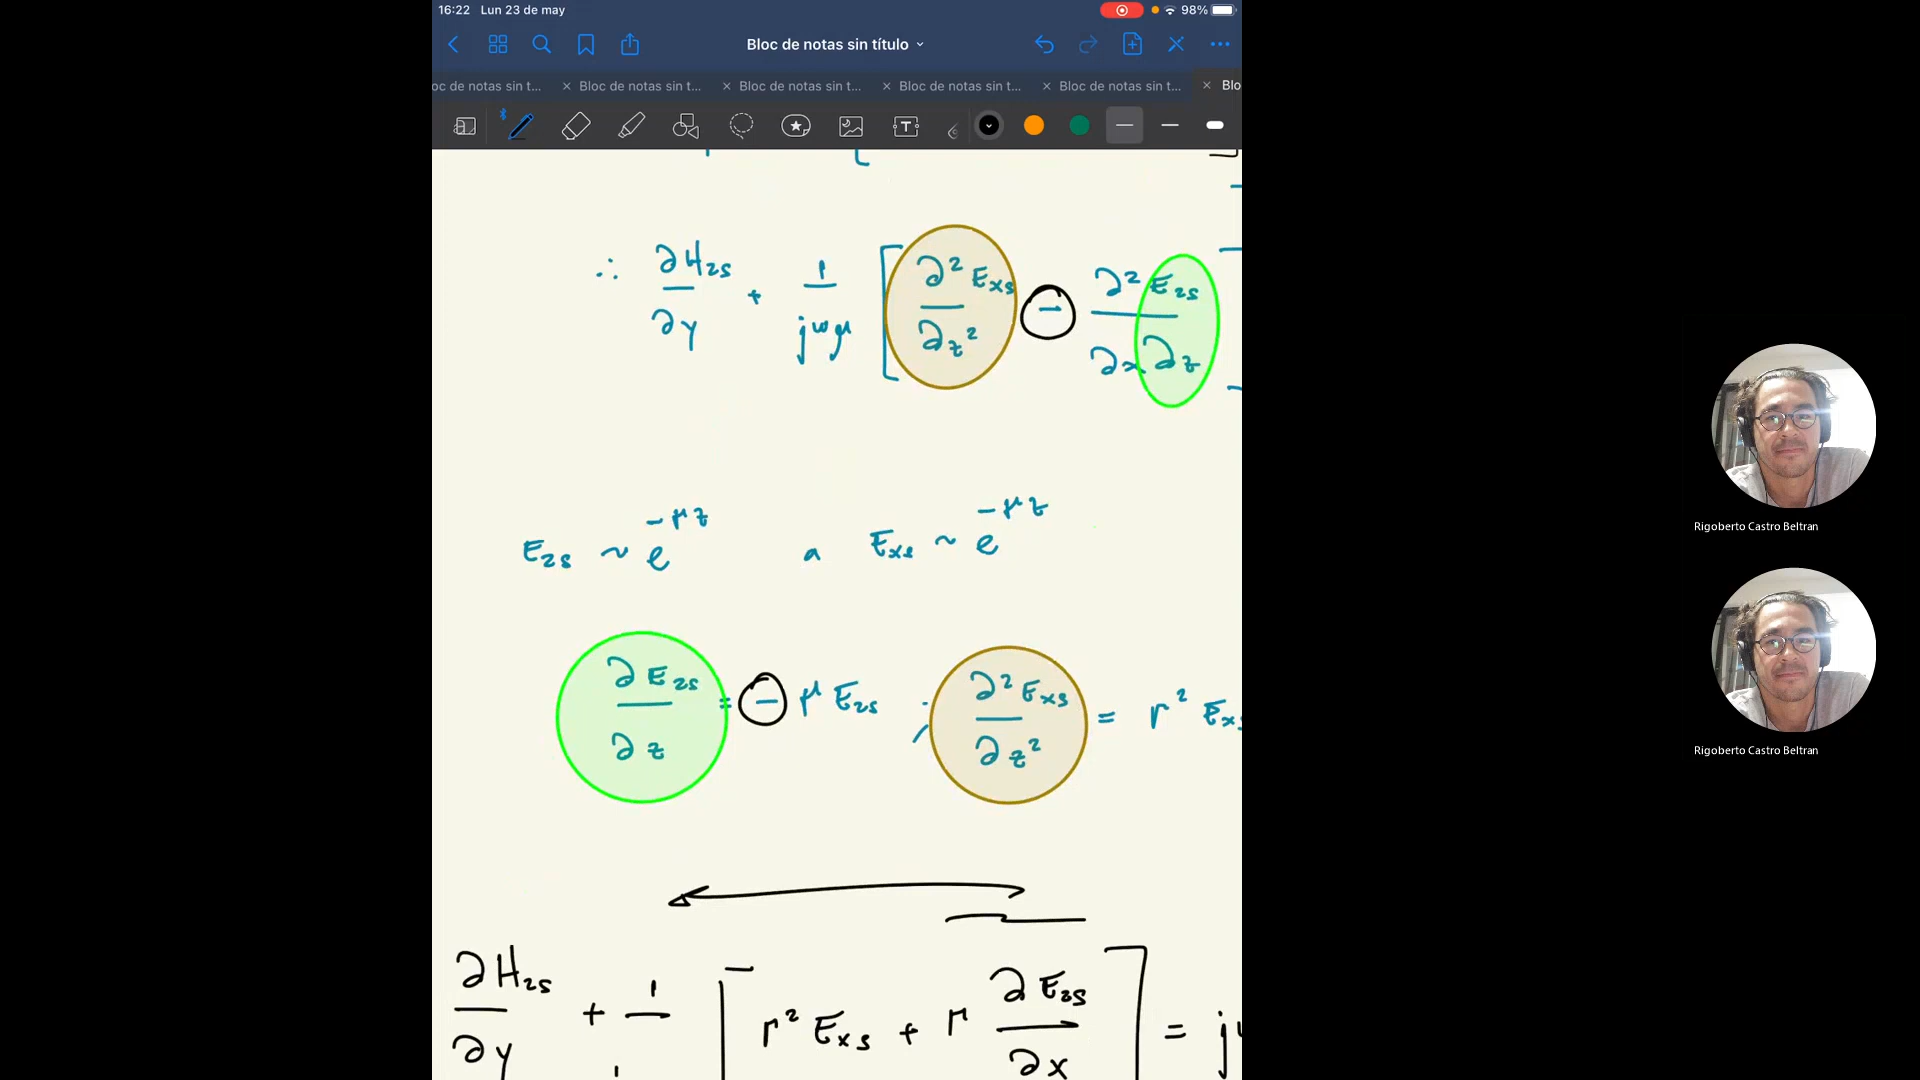 16:22 Lun 23 de may 98%
Bloc de notas sin título
oc de notas sin t... × Bloc de notas sin t... × Bloc de notas sin t... × Bloc de notas sin t... × Bloc de notas sin t... × Blo
∴ ∂Hzs/∂y + 1/jωμ [ ∂²Exs/∂z² − ∂²Ezs/∂x∂z
Ezs ~ e^−γz a Exs ~ e^−γz
∂Ezs/∂z = − γ Ezs ; ∂²Exs/∂z² = γ² Exs
∂Hzs/∂y + 1 [ γ² Exs + γ ∂Ezs/∂x ] = j
Rigoberto Castro Beltran
Rigoberto Castro Beltran